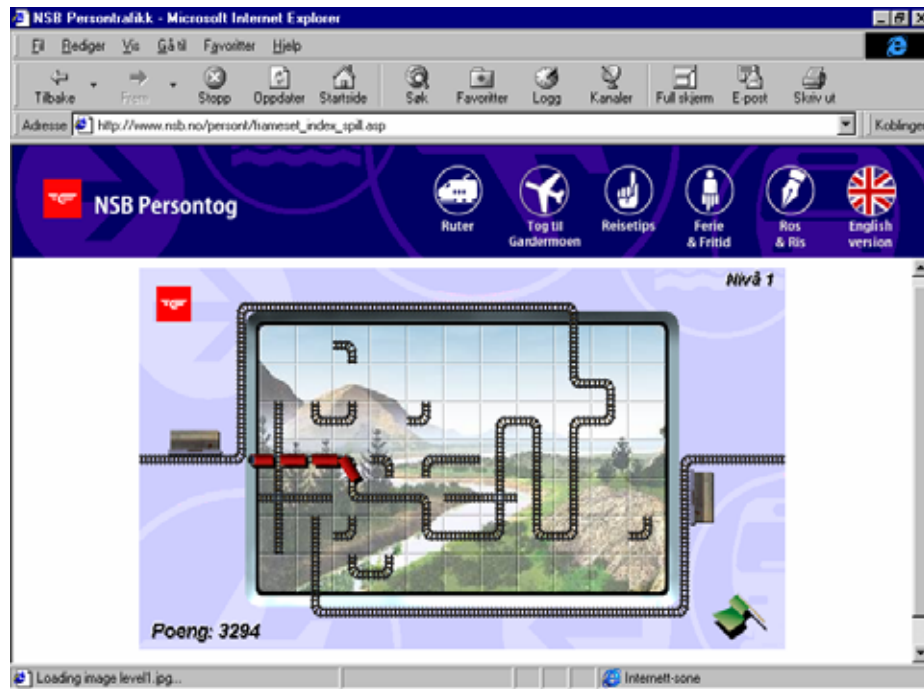 NSB Persontrafikk - Microsoft Internet Explorer
Fil Rediger Vis Gå til Favoritter Hjelp
Tilbake Frem Stopp Oppdater Startside Søk Favoritter Logg Kanaler Full skjerm E-post Skriv ut
Adresse http://www.nsb.no/persont/frameset_index_spill.asp Koblinger
NSB Persontog
Ruter
Tog til
Gardermoen
Reisetips
Ferie
& Fritid
Ros
& Ris
English
version
Nivå 1
Poeng: 3294
Loading image level1.jpg... Internett-sone